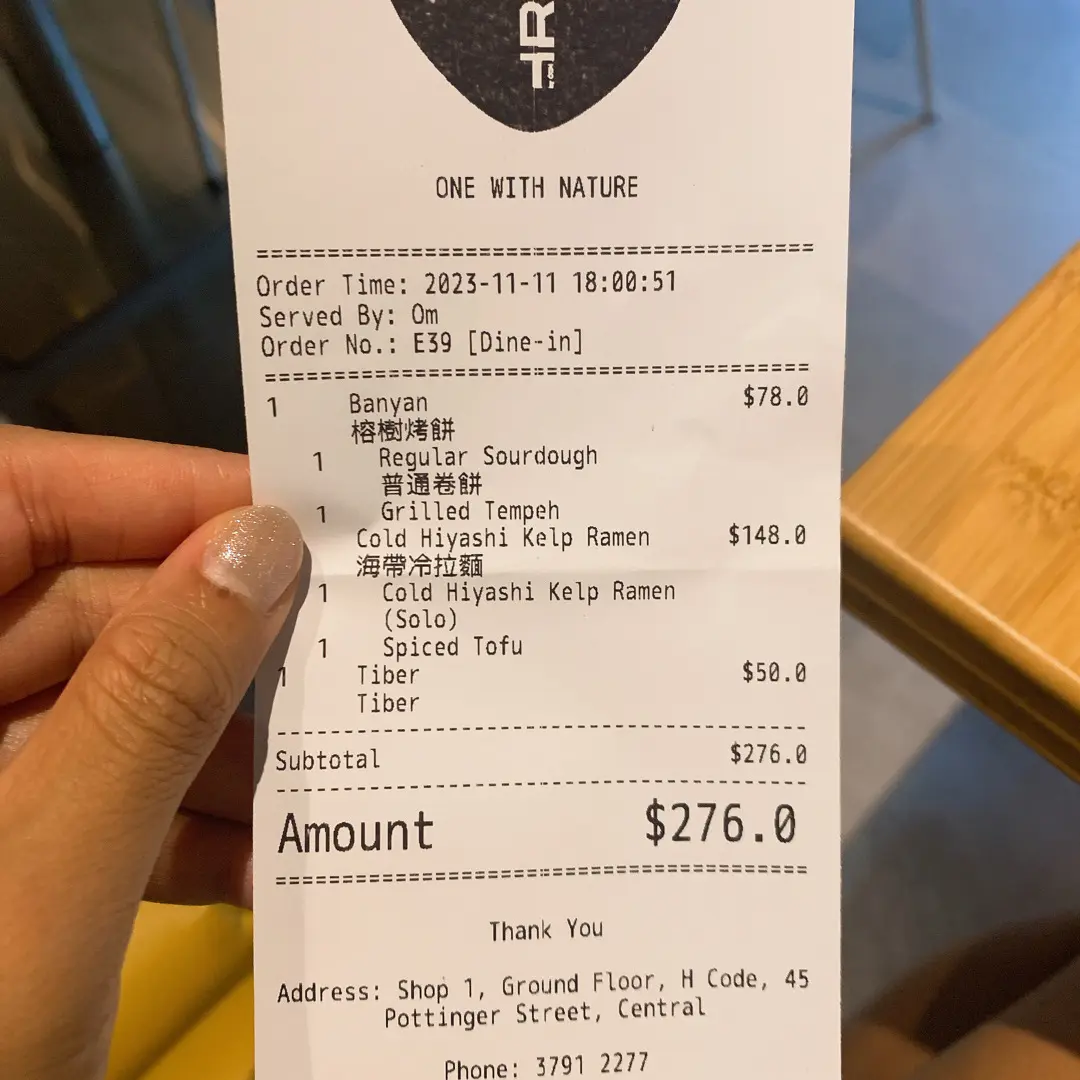 ONE WITH NATURE
==========================================
Order Time: 2023-11-11 18:00:51
Served By: Om
Order No.: E39 [Dine-in]
==========================================
1 Banyan $78.0
榕樹烤餅
1 Regular Sourdough
普通卷餅
1 Grilled Tempeh
Cold Hiyashi Kelp Ramen $148.0
海帶冷拉麵
1 Cold Hiyashi Kelp Ramen
(Solo)
1 Spiced Tofu
1 Tiber $50.0
Tiber
------------------------------------------
Subtotal $276.0
------------------------------------------
Amount $276.0
==========================================
Thank You
Address: Shop 1, Ground Floor, H Code, 45
Pottinger Street, Central
Phone: 3791 2277